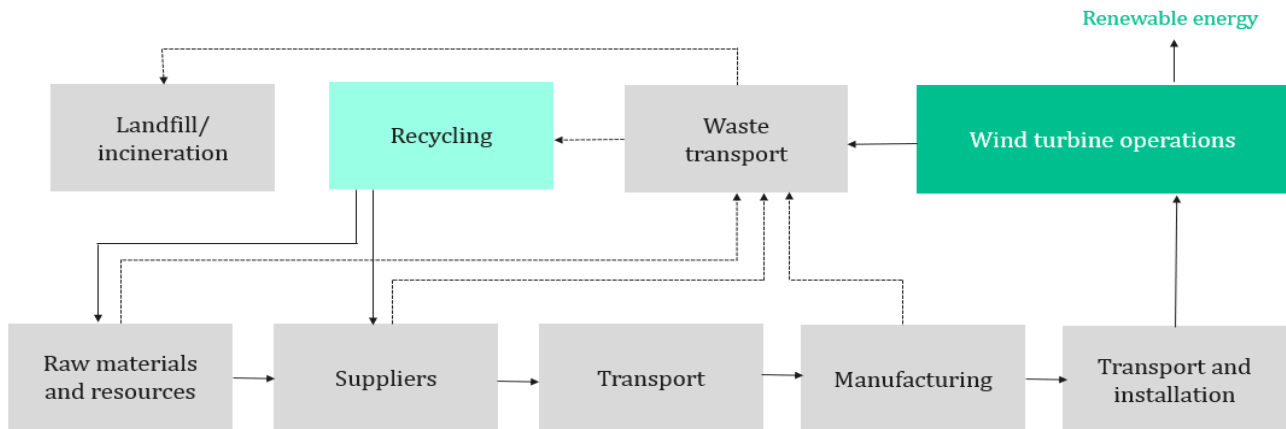 Renewable energy
Landfill/
incineration
Recycling
Waste
transport
Wind turbine operations
Raw materials
and resources
Suppliers
Transport
Manufacturing
Transport and
installation